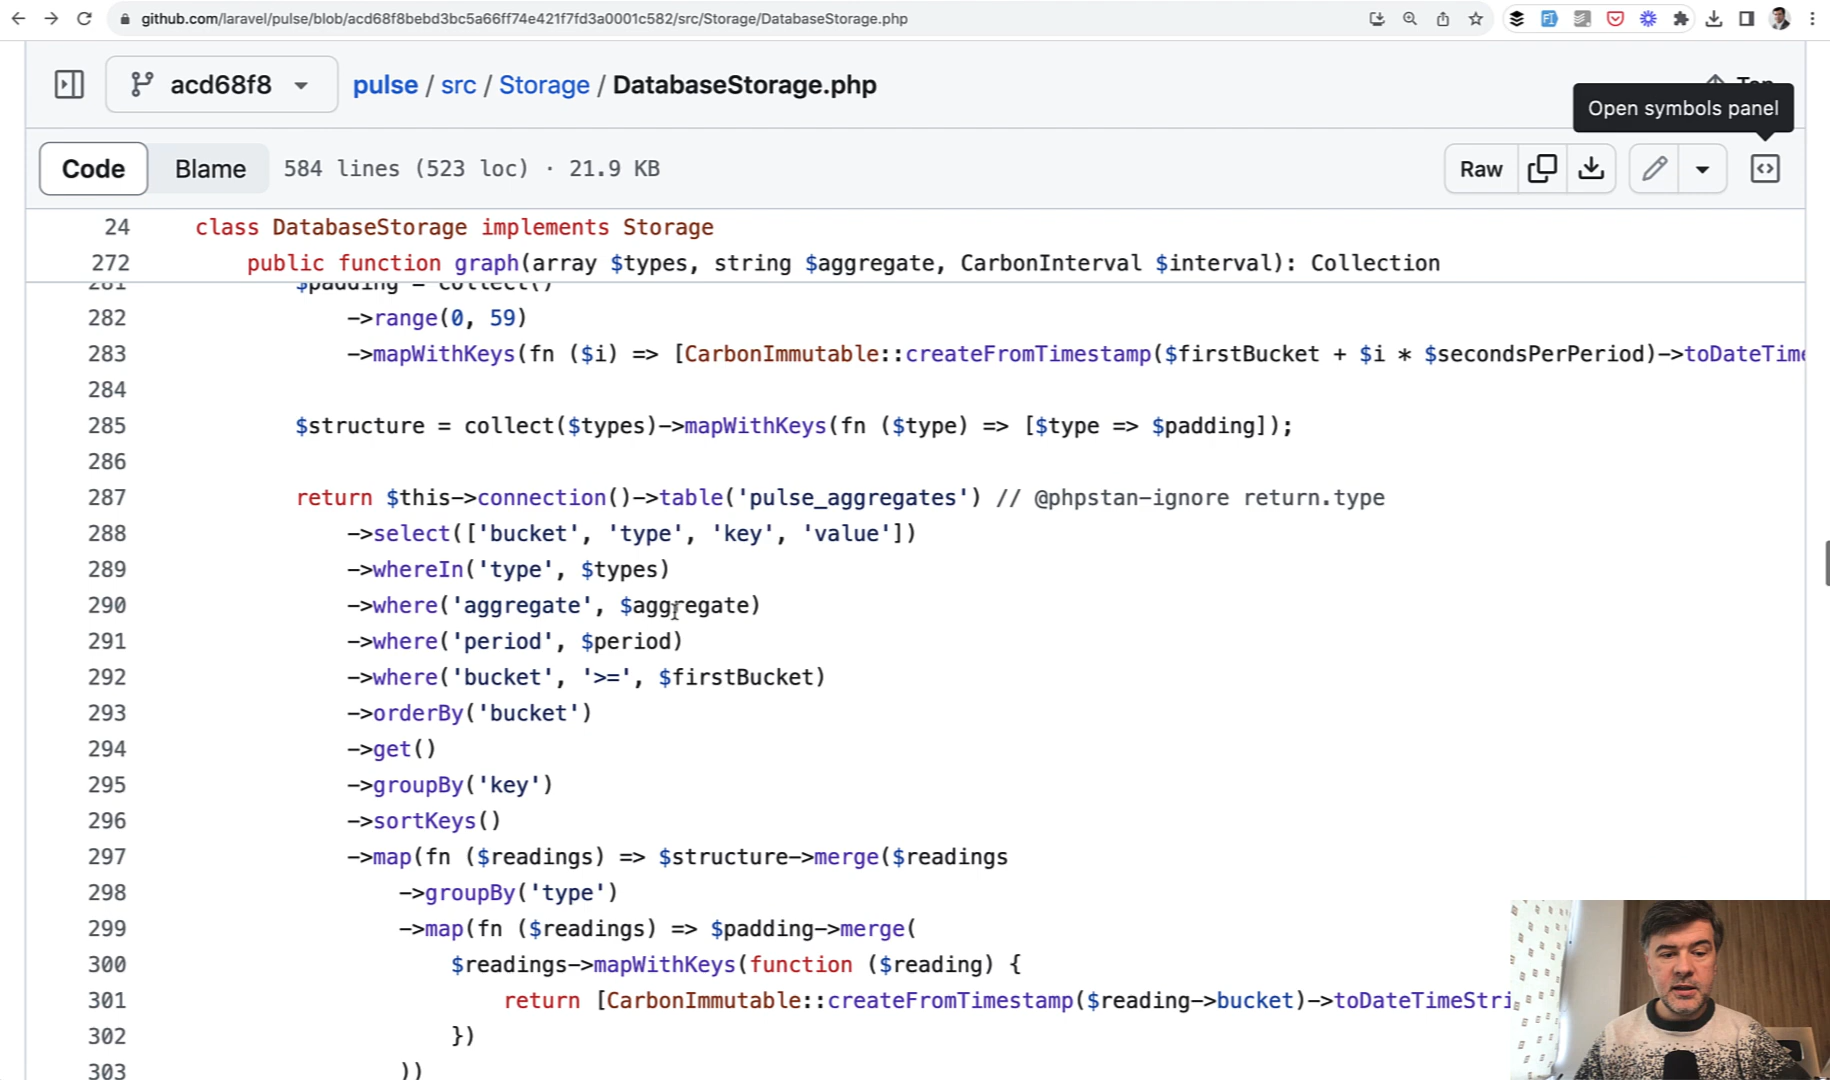 github.com/laravel/pulse/blob/acd68f8bebd3bc5a66ff74e421f7fd3a0001c582/src/Storage/DatabaseStorage.php
acd68f8
pulse / src / Storage / DatabaseStorage.php
Top
Open symbols panel
Code
Blame
584 lines (523 loc) · 21.9 KB
Raw
24 class DatabaseStorage implements Storage
272 public function graph(array $types, string $aggregate, CarbonInterval $interval): Collection
281 $padding = collect()
282 ->range(0, 59)
283 ->mapWithKeys(fn ($i) => [CarbonImmutable::createFromTimestamp($firstBucket + $i * $secondsPerPeriod)->toDateTime
284
285 $structure = collect($types)->mapWithKeys(fn ($type) => [$type => $padding]);
286
287 return $this->connection()->table('pulse_aggregates') // @phpstan-ignore return.type
288 ->select(['bucket', 'type', 'key', 'value'])
289 ->whereIn('type', $types)
290 ->where('aggregate', $aggregate)
291 ->where('period', $period)
292 ->where('bucket', '>=', $firstBucket)
293 ->orderBy('bucket')
294 ->get()
295 ->groupBy('key')
296 ->sortKeys()
297 ->map(fn ($readings) => $structure->merge($readings
298 ->groupBy('type')
299 ->map(fn ($readings) => $padding->merge(
300 $readings->mapWithKeys(function ($reading) {
301 return [CarbonImmutable::createFromTimestamp($reading->bucket)->toDateTimeStri
302 })
303 ))